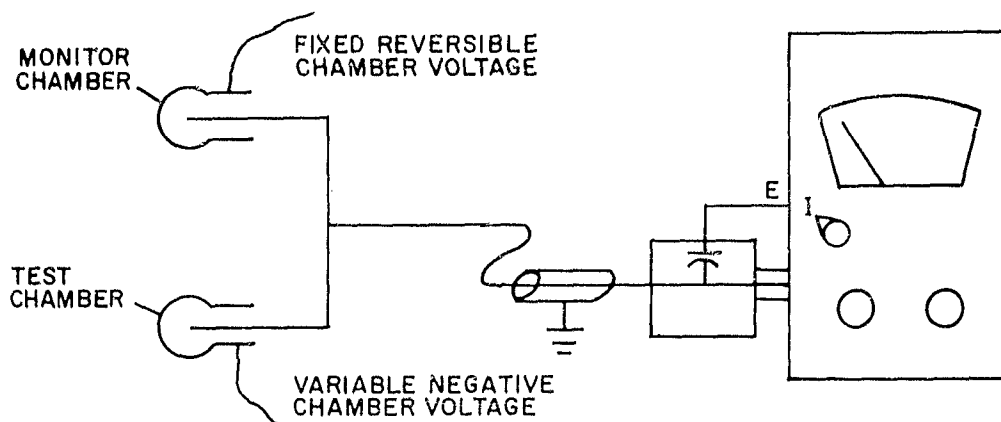 MONITOR
CHAMBER
FIXED REVERSIBLE
CHAMBER VOLTAGE
E
I
TEST
CHAMBER
VARIABLE NEGATIVE
CHAMBER VOLTAGE